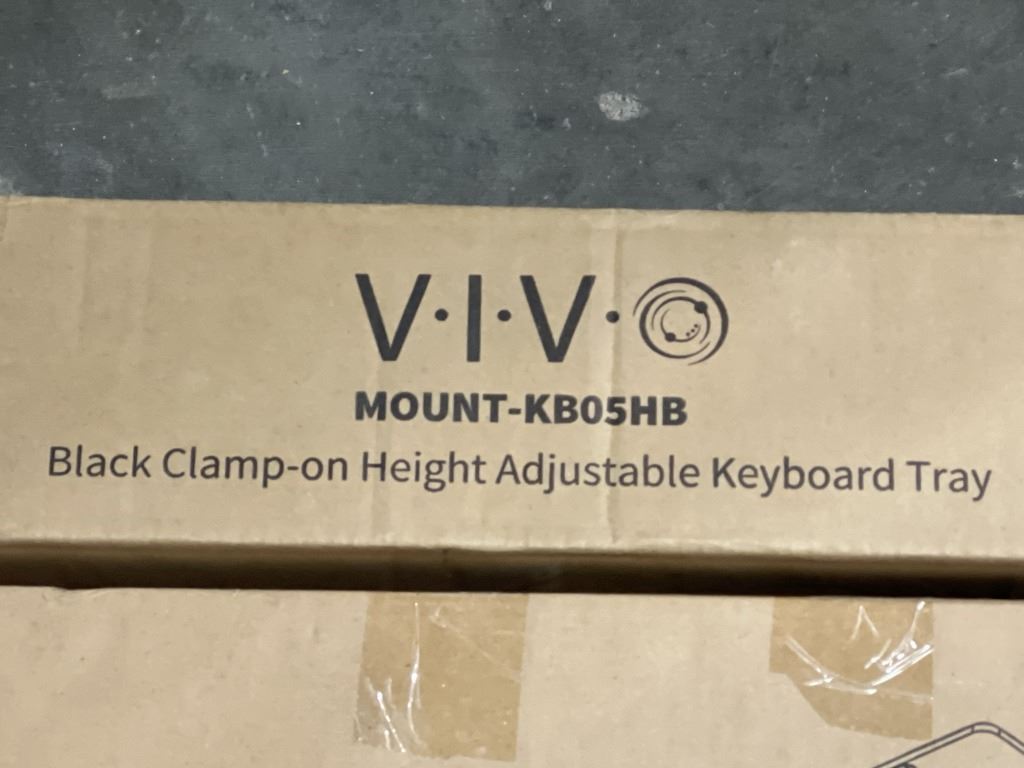 V·I·V·O
MOUNT-KB05HB
Black Clamp-on Height Adjustable Keyboard Tray